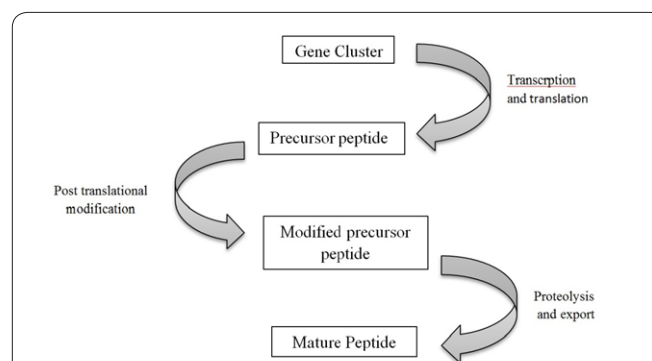 Gene Cluster
Transcrption
and translation
Precursor peptide
Post translational
modification
Modified precursor
peptide
Proteolysis
and export
Mature Peptide